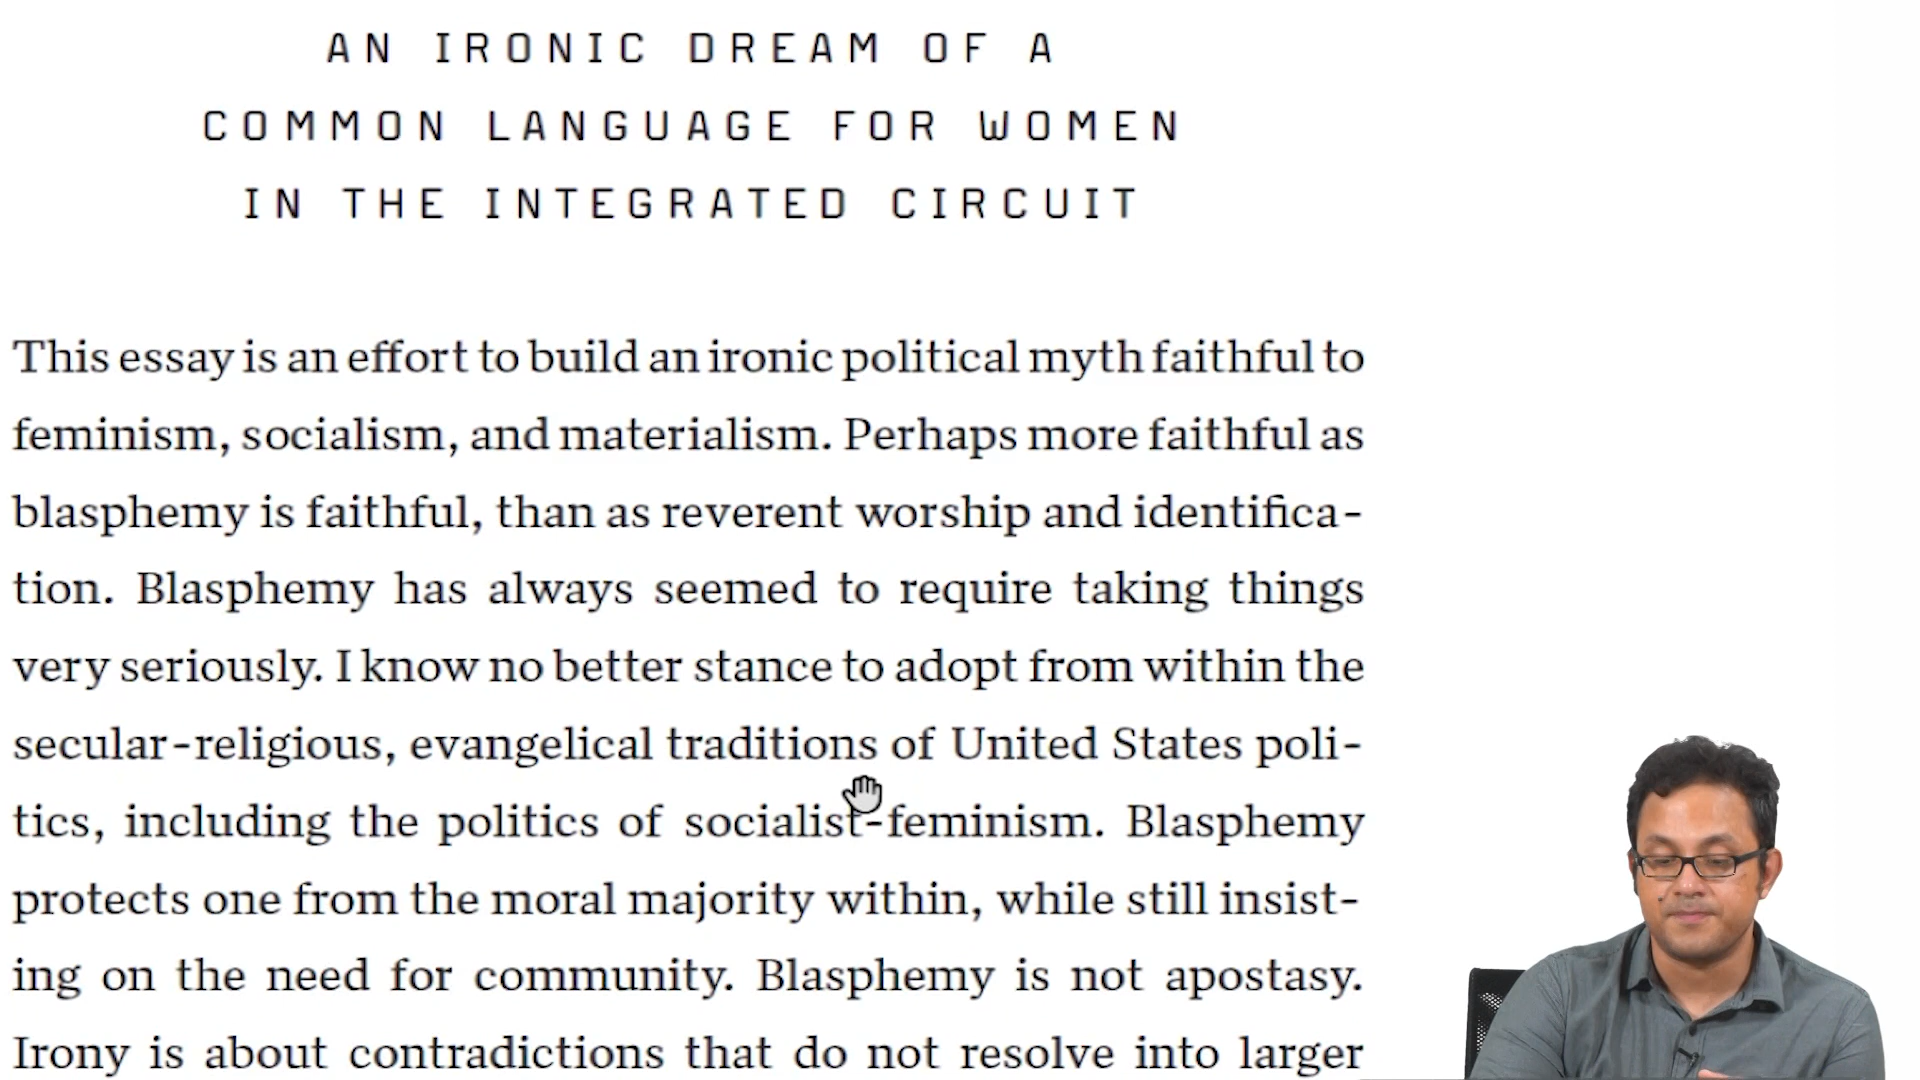 AN IRONIC DREAM OF A
COMMON LANGUAGE FOR WOMEN
IN THE INTEGRATED CIRCUIT
This essay is an effort to build an ironic political myth faithful to
feminism, socialism, and materialism. Perhaps more faithful as
blasphemy is faithful, than as reverent worship and identifica-
tion. Blasphemy has always seemed to require taking things
very seriously. I know no better stance to adopt from within the
secular-religious, evangelical traditions of United States poli-
tics, including the politics of socialist-feminism. Blasphemy
protects one from the moral majority within, while still insist-
ing on the need for community. Blasphemy is not apostasy.
Irony is about contradictions that do not resolve into larger